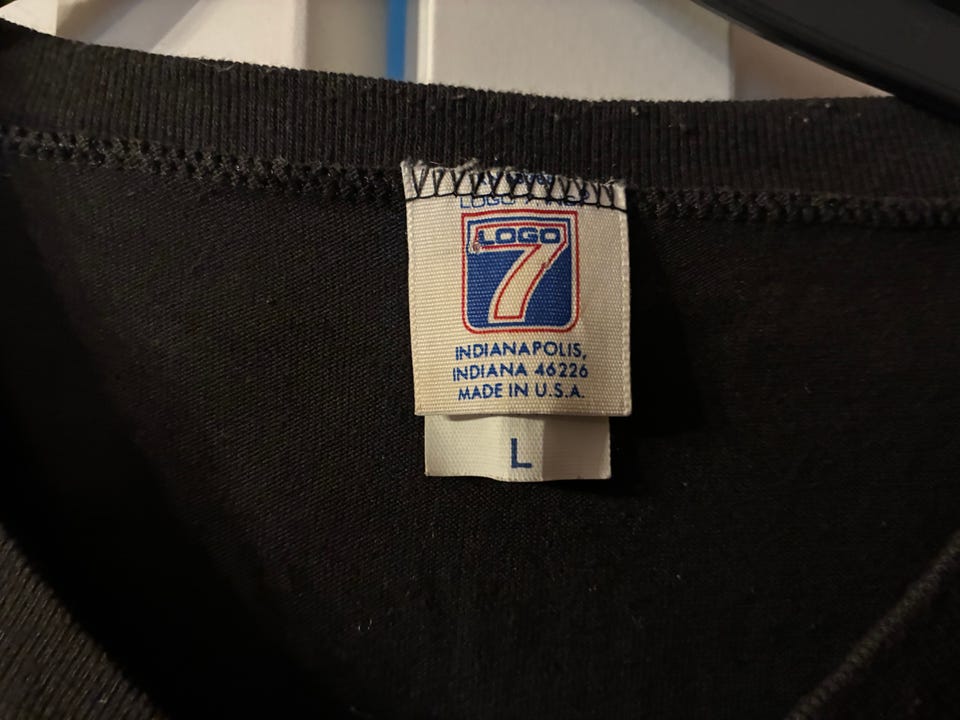 LOGO
7
INDIANAPOLIS,
INDIANA 46226
MADE IN U.S.A.
L